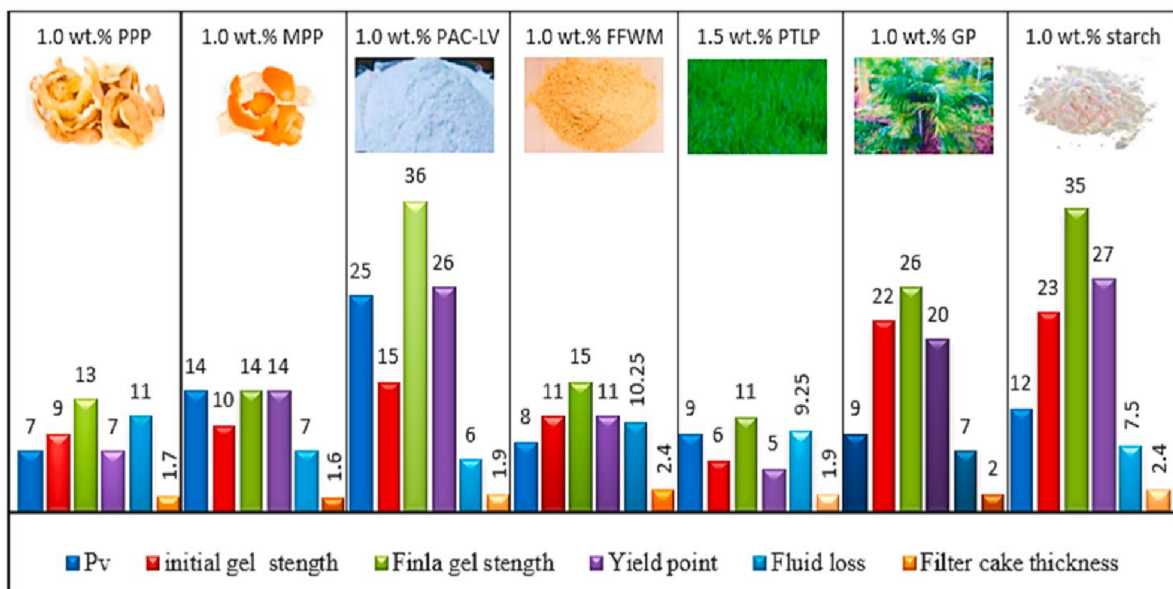 1.0 wt.% PPP 1.0 wt.% MPP 1.0 wt.% PAC-LV 1.0 wt.% FFWM 1.5 wt.% PTLP 1.0 wt.% GP 1.0 wt.% starch
7 9 13 7 11 1.7
14 10 14 14 7 1.6
25 15 36 26 6 1.9
8 11 15 11 10.25 2.4
9 6 11 5 9.25 1.9
9 22 26 20 7 2
12 23 35 27 7.5 2.4
Pv initial gel stength Finla gel stength Yield point Fluid loss Filter cake thickness